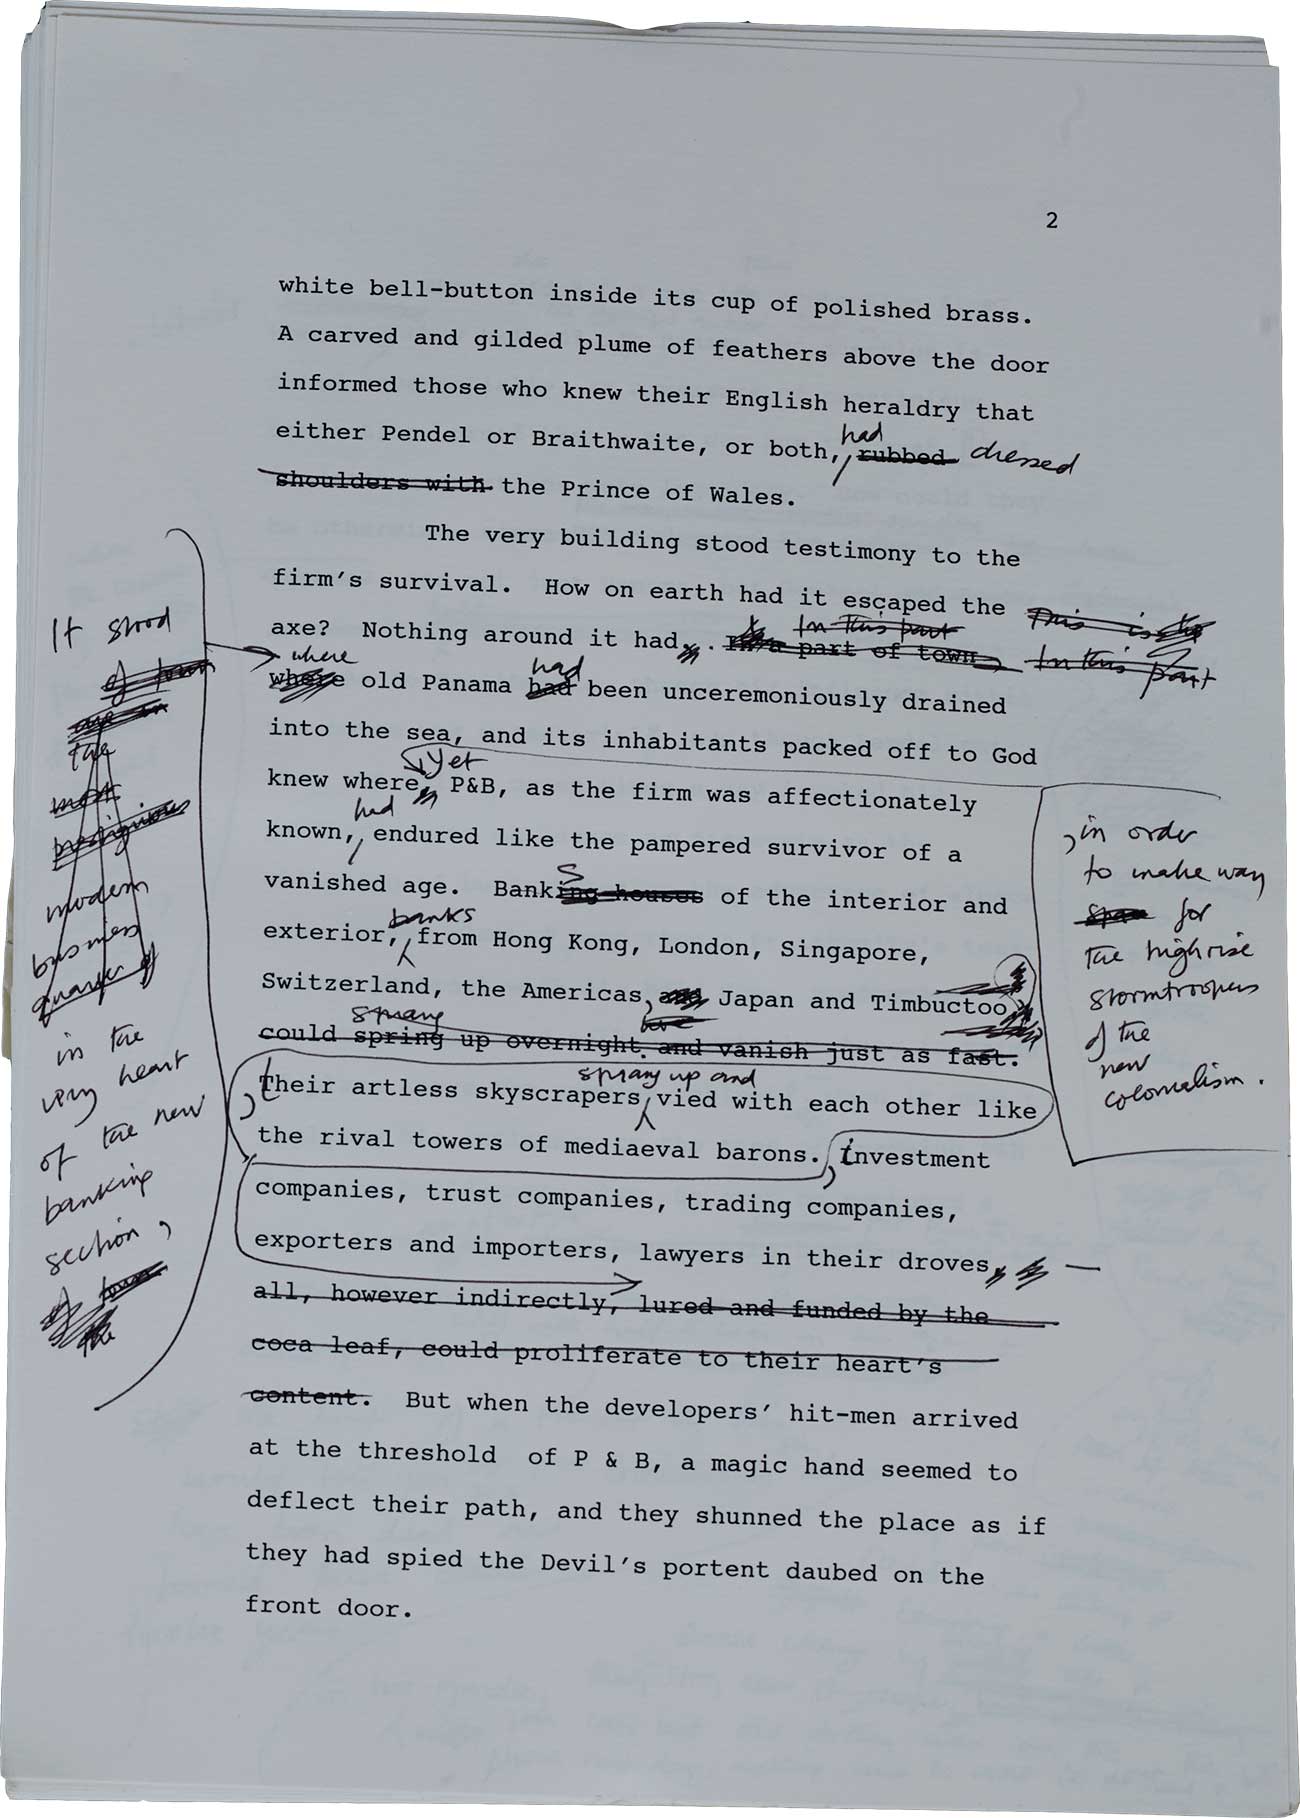 2
white bell-button inside its cup of polished brass.
A carved and gilded plume of feathers above the door
informed those who knew their English heraldry that
had
either Pendel or Braithwaite, or both, rubbed dressed
shoulders with the Prince of Wales.
The very building stood testimony to the
firm's survival. How on earth had it escaped the This is the
In this part
axe? Nothing around it had. In a part of town, In this part
where had
where old Panama had been unceremoniously drained
into the sea, and its inhabitants packed off to God
Yet
knew where. P&B, as the firm was affectionately
had
known, endured like the pampered survivor of a
s
vanished age. Banking houses of the interior and
banks
exterior, from Hong Kong, London, Singapore,
Switzerland, the Americas, and Japan and Timbuctoo
sprang
could spring up overnight and vanish just as fast.
sprang up and
Their artless skyscrapers vied with each other like
the rival towers of mediaeval barons. investment
companies, trust companies, trading companies,
exporters and importers, lawyers in their droves, —
all, however indirectly, lured and funded by the
coca leaf, could proliferate to their heart's
content. But when the developers' hit-men arrived
at the threshold of P & B, a magic hand seemed to
deflect their path, and they shunned the place as if
they had spied the Devil's portent daubed on the
front door.
It stood
of town
are in
the
most
prestigious
modern
business
quarter of
in the
very heart
of the new
banking
section,
of town
the
, in order
to make way
for
the highrise
stormtroopers
of the
new
colonialism.